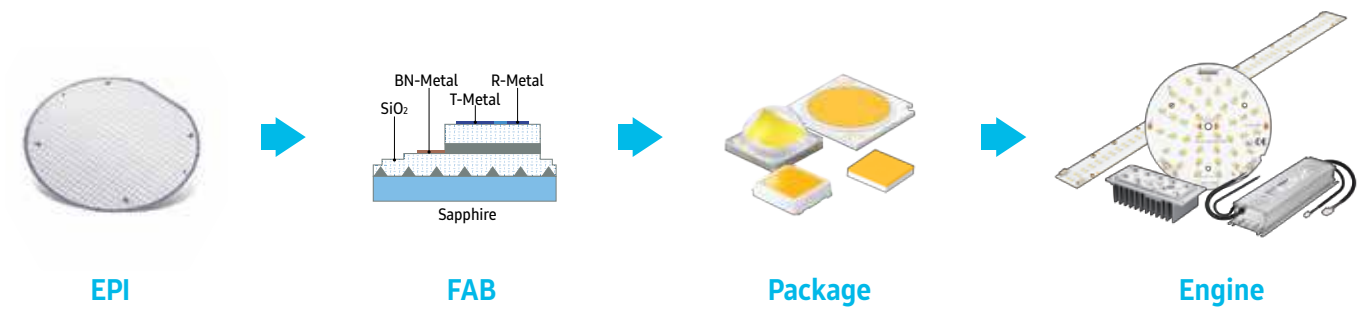 BN-Metal
R-Metal
T-Metal
SiO₂
Sapphire
EPI
FAB
Package
Engine